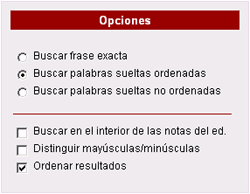 Opciones
Buscar frase exacta
Buscar palabras sueltas ordenadas
Buscar palabras sueltas no ordenadas
Buscar en el interior de las notas del ed.
Distinguir mayúsculas/minúsculas
Ordenar resultados